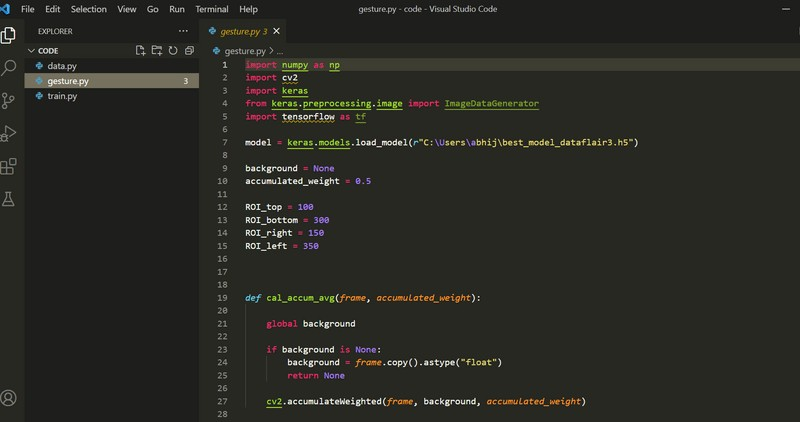 File Edit Selection View Go Run Terminal Help
gesture.py - code - Visual Studio Code
EXPLORER
CODE
data.py
gesture.py 3
train.py
gesture.py 3
gesture.py > ...
1 import numpy as np
2 import cv2
3 import keras
4 from keras.preprocessing.image import ImageDataGenerator
5 import tensorflow as tf
6
7 model = keras.models.load_model(r"C:\Users\abhij\best_model_dataflair3.h5")
8
9 background = None
10 accumulated_weight = 0.5
11
12 ROI_top = 100
13 ROI_bottom = 300
14 ROI_right = 150
15 ROI_left = 350
16
17
18
19 def cal_accum_avg(frame, accumulated_weight):
20
21 global background
22
23 if background is None:
24 background = frame.copy().astype("float")
25 return None
26
27 cv2.accumulateWeighted(frame, background, accumulated_weight)
28